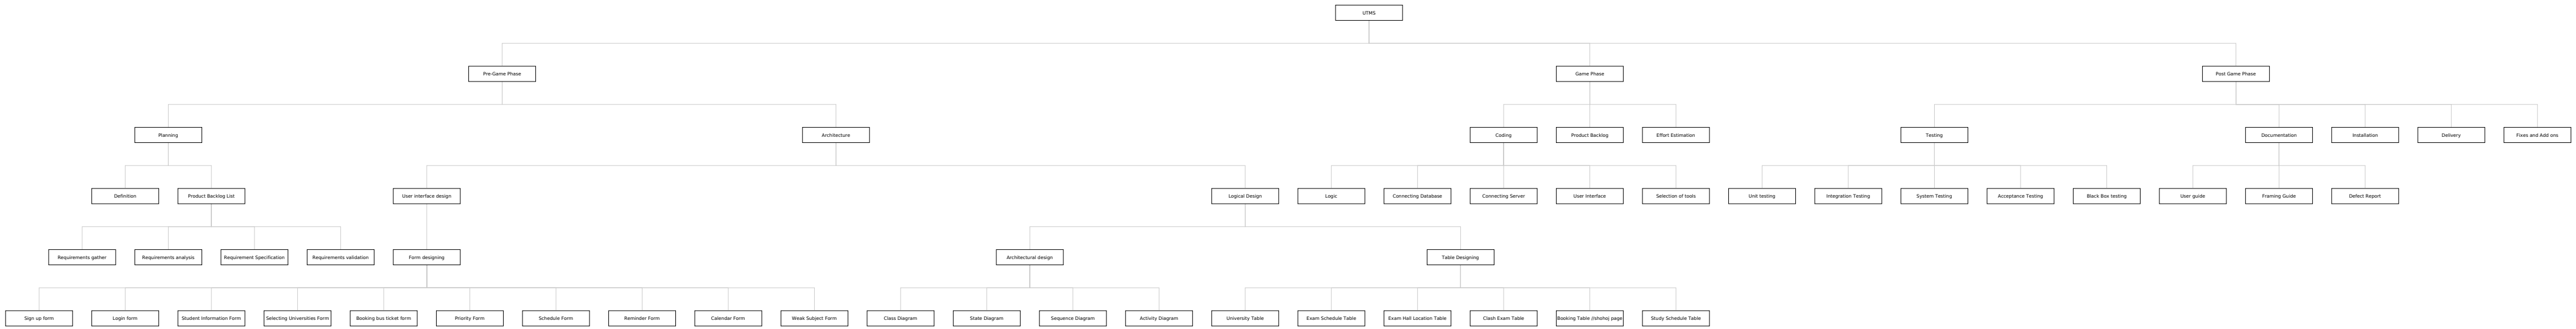 UTMS
Pre-Game Phase
Game Phase
Post Game Phase
Planning
Architecture
Coding
Product Backlog
Effort Estimation
Testing
Documentation
Installation
Delivery
Fixes and Add ons
Definition
Product Backlog List
User interface design
Logical Design
Logic
Connecting Database
Connecting Server
User Interface
Selection of tools
Unit testing
Integration Testing
System Testing
Acceptance Testing
Black Box testing
User guide
Framing Guide
Defect Report
Requirements gather
Requirements analysis
Requirement Specification
Requirements validation
Form designing
Architectural design
Table Designing
Sign up form
Login form
Student Information Form
Selecting Universities Form
Booking bus ticket form
Priority Form
Schedule Form
Reminder Form
Calendar Form
Weak Subject Form
Class Diagram
State Diagram
Sequence Diagram
Activity Diagram
University Table
Exam Schedule Table
Exam Hall Location Table
Clash Exam Table
Booking Table //shohoj page
Study Schedule Table